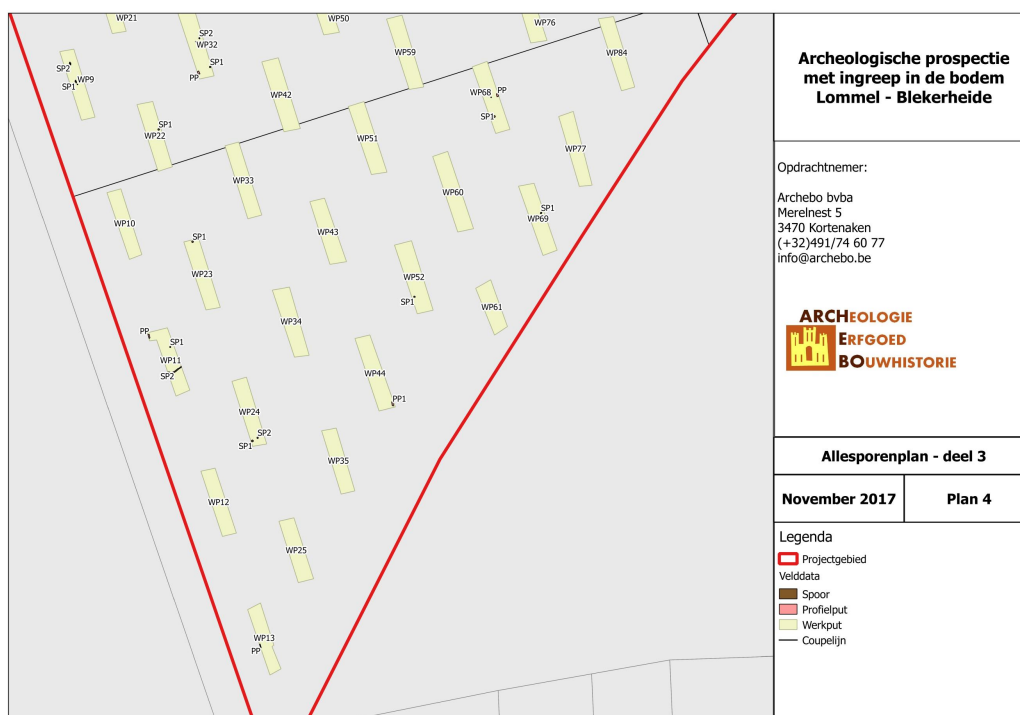 WP21
WP50
WP76
SP2
WP32
WP59
WP84
SP1
SP2
PP
WP9
SP1
WP42
WP68
PP
SP1
SP1
WP22
WP51
WP77
WP33
WP60
SP1
WP69
WP10
WP43
SP1
WP23
WP52
SP1
WP61
WP34
PP
SP1
WP11
SP2
WP44
PP1
WP24
SP2
SP1
WP35
WP12
WP25
WP13
PP
Archeologische prospectie
met ingreep in de bodem
Lommel - Blekerheide
Opdrachtnemer:
Archebo bvba
Merelnest 5
3470 Kortenaken
(+32)491/74 60 77
info@archebo.be
ARCHEOLOGIE
ERFGOED
BOUWHISTORIE
Allesporenplan - deel 3
November 2017
Plan 4
Legenda
Projectgebied
Velddata
Spoor
Profielput
Werkput
Coupelijn